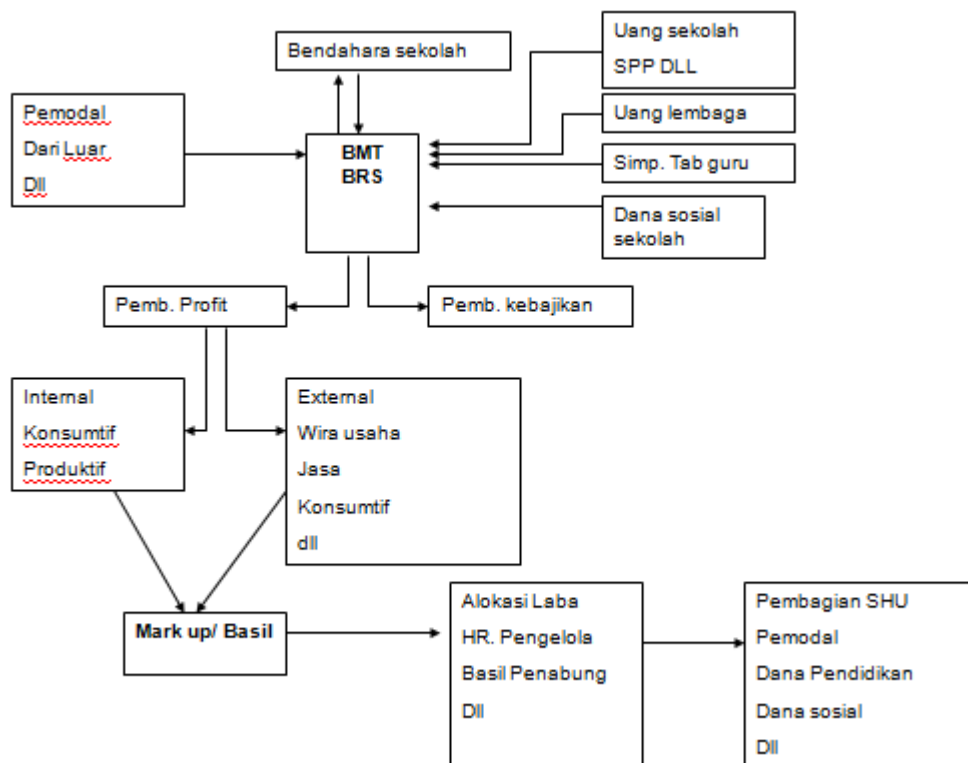 Bendahara sekolah
Uang sekolah
SPP DLL
Pemodal
Dari Luar
Dll
Uang lembaga
BMT
BRS
Simp. Tab guru
Dana sosial
sekolah
Pemb. Profit
Pemb. kebajikan
Internal
Konsumtif
Produktif
External
Wira usaha
Jasa
Konsumtif
dll
Mark up/ Basil
Alokasi Laba
HR. Pengelola
Basil Penabung
Dll
Pembagian SHU
Pemodal
Dana Pendidikan
Dana sosial
Dll